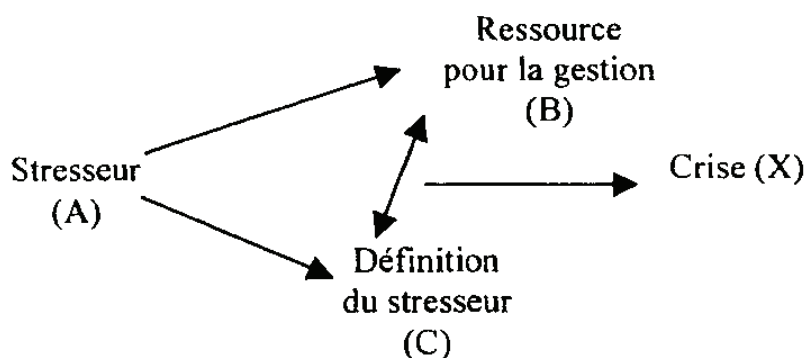 Ressource
pour la gestion
(B)
Stresseur
(A)
Crise (X)
Définition
du stresseur
(C)